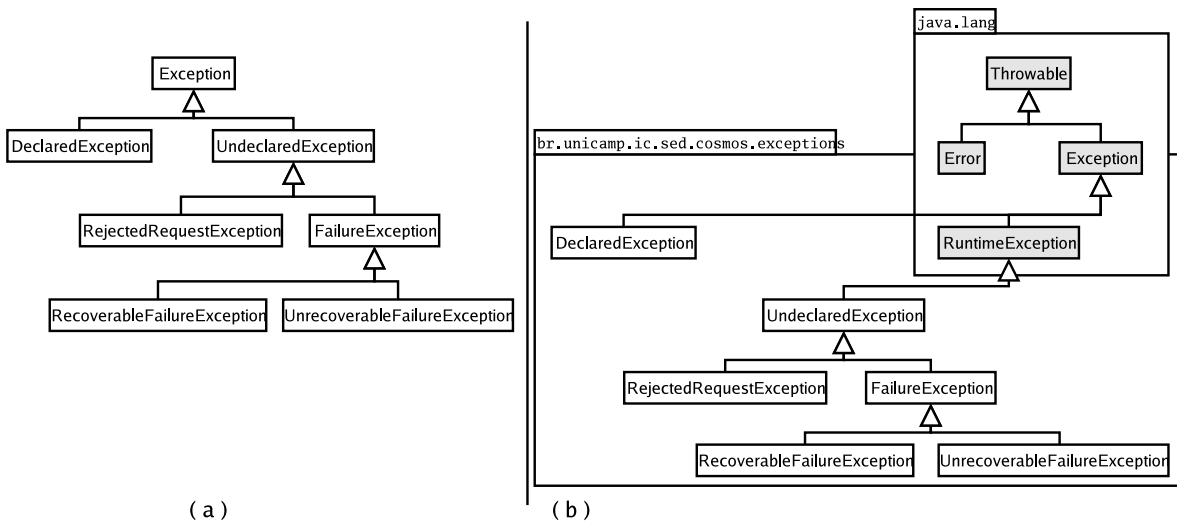 Exception
DeclaredException
UndeclaredException
RejectedRequestException
FailureException
RecoverableFailureException
UnrecoverableFailureException
(a)
java.lang
Throwable
br.unicamp.ic.sed.cosmos.exceptions
Error
Exception
DeclaredException
RuntimeException
UndeclaredException
RejectedRequestException
FailureException
RecoverableFailureException
UnrecoverableFailureException
(b)